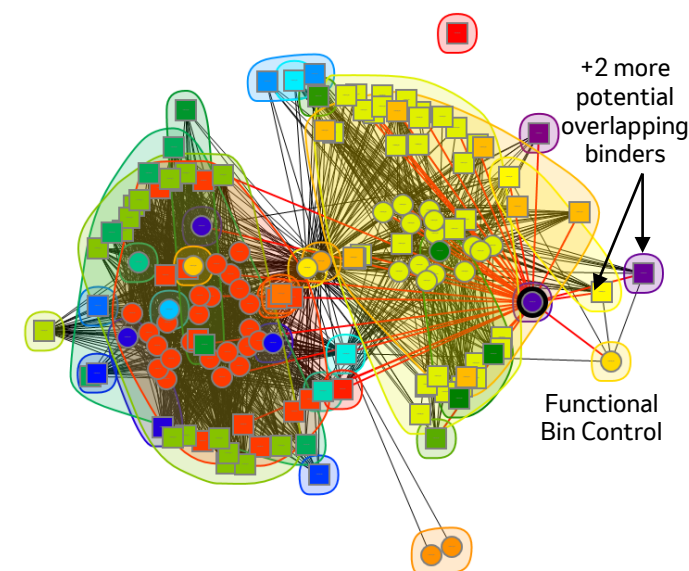 +2 more
potential
overlapping
binders
Functional
Bin Control